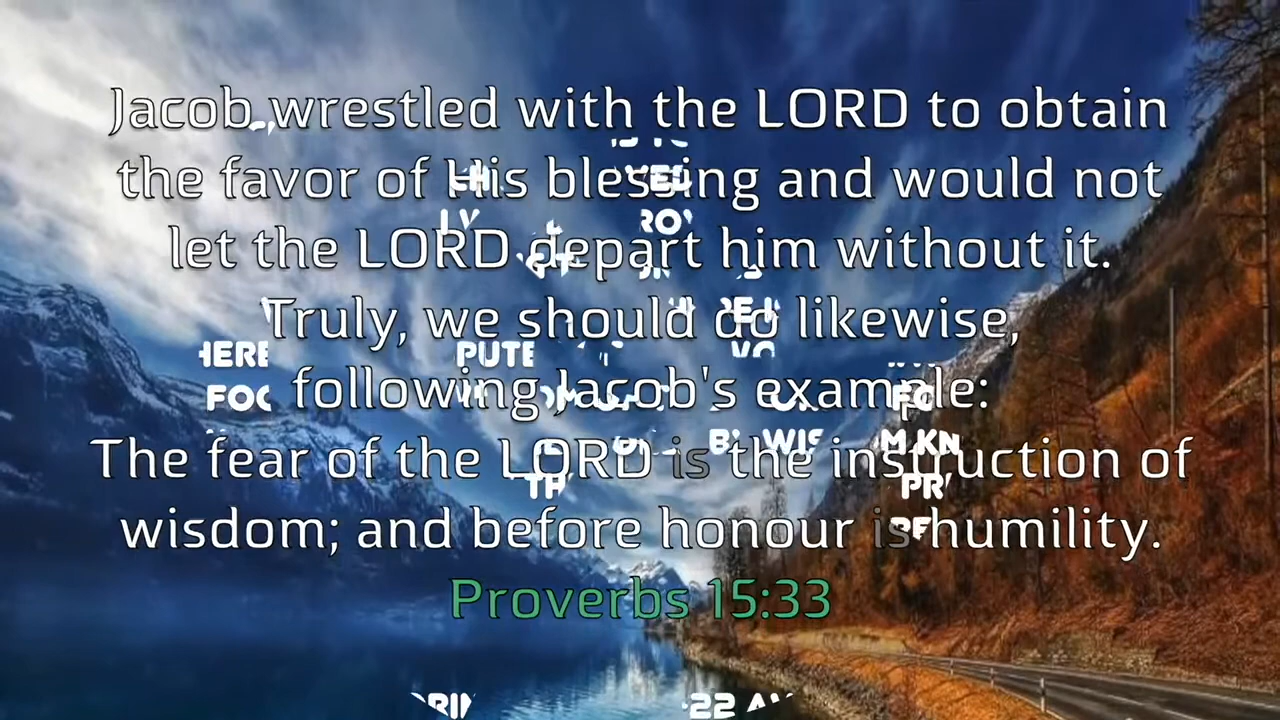 Jacob wrestled with the LORD to obtain
the favor of His blessing and would not
let the LORD depart him without it.
Truly, we should do likewise,
following Jacob's example:
The fear of the LORD is the instruction of
wisdom; and before honour is humility.
Proverbs 15:33